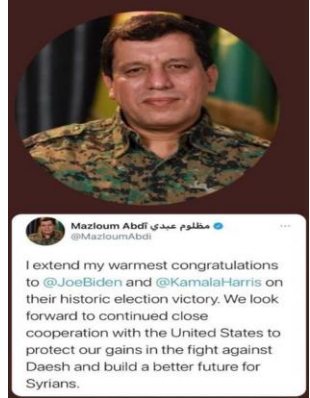 Mazloum Abdî مظلوم عبدي
@MazloumAbdi
I extend my warmest congratulations
to @JoeBiden and @KamalaHarris on
their historic election victory. We look
forward to continued close
cooperation with the United States to
protect our gains in the fight against
Daesh and build a better future for
Syrians.